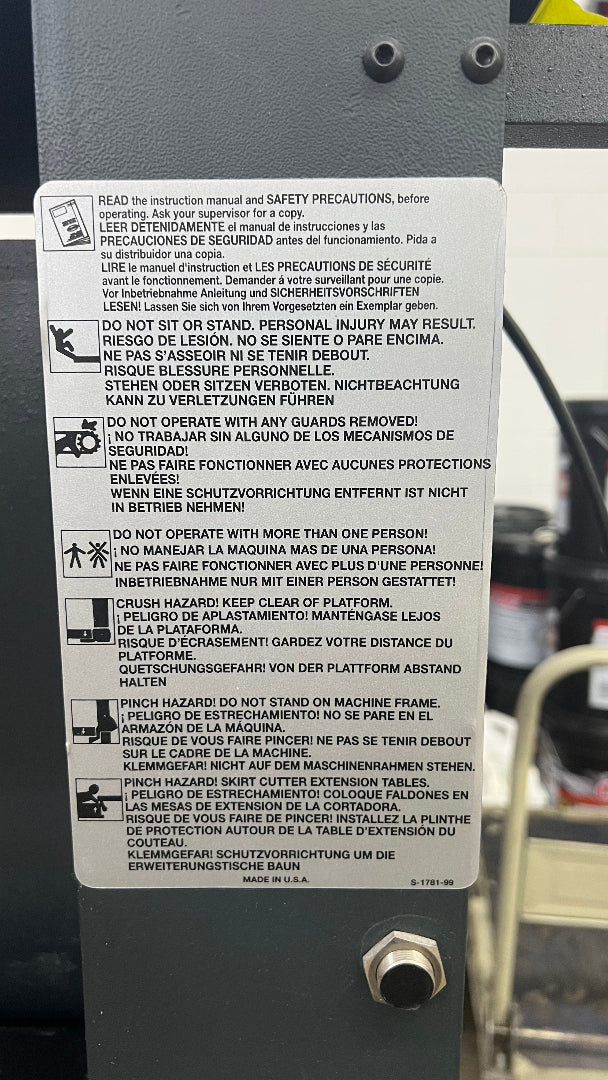 READ the instruction manual and SAFETY PRECAUTIONS, before
operating. Ask your supervisor for a copy.
LEER DETENIDAMENTE el manual de instrucciones y las
PRECAUCIONES DE SEGURIDAD antes del funcionamiento. Pida a
su distribuidor una copia.
LIRE le manuel d'instruction et LES PRECAUTIONS DE SÉCURITÉ
avant le fonctionnement. Demander á votre surveillant pour une copie.
Vor Inbetriebnahme Anleitung und SICHERHEITSVORSCHRIFTEN
LESEN! Lassen Sie sich von Ihrem Vorgesetzten ein Exemplar geben.
DO NOT SIT OR STAND. PERSONAL INJURY MAY RESULT.
RIESGO DE LESIÓN. NO SE SIENTE O PARE ENCIMA.
NE PAS S'ASSEOIR NI SE TENIR DEBOUT.
RISQUE BLESSURE PERSONNELLE.
STEHEN ODER SITZEN VERBOTEN. NICHTBEACHTUNG
KANN ZU VERLETZUNGEN FÜHREN
DO NOT OPERATE WITH ANY GUARDS REMOVED!
¡ NO TRABAJAR SIN ALGUNO DE LOS MECANISMOS DE
SEGURIDAD!
NE PAS FAIRE FONCTIONNER AVEC AUCUNES PROTECTIONS
ENLEVÉES!
WENN EINE SCHUTZVORRICHTUNG ENTFERNT IST NICHT
IN BETRIEB NEHMEN!
DO NOT OPERATE WITH MORE THAN ONE PERSON!
¡ NO MANEJAR LA MAQUINA MAS DE UNA PERSONA!
NE PAS FAIRE FONCTIONNER AVEC PLUS D'UNE PERSONNE!
INBETRIEBNAHME NUR MIT EINER PERSON GESTATTET!
CRUSH HAZARD! KEEP CLEAR OF PLATFORM.
¡ PELIGRO DE APLASTAMIENTO! MANTÉNGASE LEJOS
DE LA PLATAFORMA.
RISQUE D'ÉCRASEMENT! GARDEZ VOTRE DISTANCE DU
PLATFORME.
QUETSCHUNGSGEFAHR! VON DER PLATTFORM ABSTAND
HALTEN
PINCH HAZARD! DO NOT STAND ON MACHINE FRAME.
¡ PELIGRO DE ESTRECHAMIENTO! NO SE PARE EN EL
ARMAZÓN DE LA MÁQUINA.
RISQUE DE VOUS FAIRE PINCER! NE PAS SE TENIR DEBOUT
SUR LE CADRE DE LA MACHINE.
KLEMMGEFAR! NICHT AUF DEM MASCHINENRAHMEN STEHEN.
PINCH HAZARD! SKIRT CUTTER EXTENSION TABLES.
¡ PELIGRO DE ESTRECHAMIENTO! COLOQUE FALDONES EN
LAS MESAS DE EXTENSION DE LA CORTADORA.
RISQUE DE VOUS FAIRE DE PINCER! INSTALLEZ LA PLINTHE
DE PROTECTION AUTOUR DE LA TABLE D'EXTENSIÓN DU
COUTEAU.
KLEMMGEFAR! SCHUTZVORRICHTUNG UM DIE
ERWEITERUNGSTISCHE BAUN
MADE IN U.S.A. S-1781-99